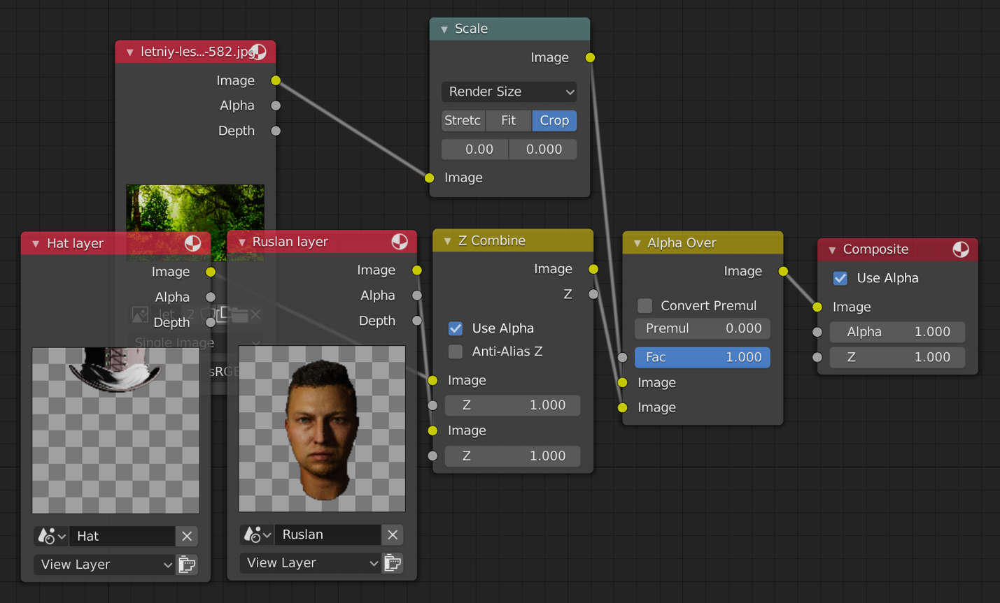 letniy-les...-582.jpg
Image
Alpha
Depth
Scale
Image
Render Size
Stretc Fit Crop
0.00 0.000
Image
Hat layer
Image
Alpha
let 2
Depth
Single Image
sRGB
Hat
View Layer
Ruslan layer
Image
Alpha
Depth
Ruslan
View Layer
Z Combine
Image
Z
Use Alpha
Anti-Alias Z
Image
Z 1.000
Image
Z 1.000
Alpha Over
Image
Convert Premul
Premul 0.000
Fac 1.000
Image
Image
Composite
Use Alpha
Image
Alpha 1.000
Z 1.000